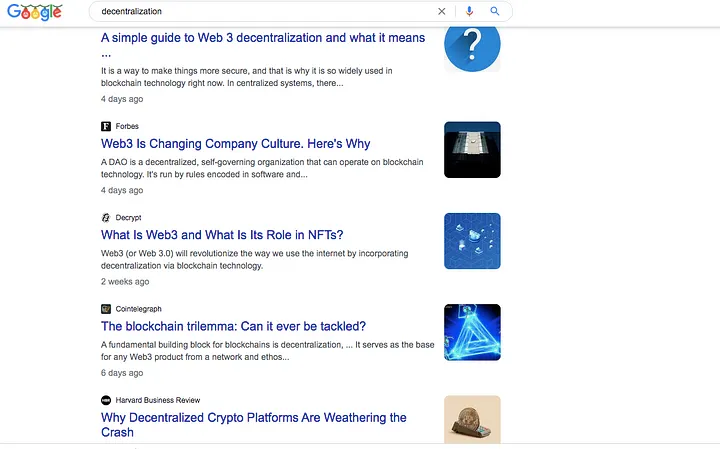 Google
decentralization
A simple guide to Web 3 decentralization and what it means
...
It is a way to make things more secure, and that is why it is so widely used in
blockchain technology right now. In centralized systems, there...
4 days ago
Forbes
Web3 Is Changing Company Culture. Here's Why
A DAO is a decentralized, self-governing organization that can operate on blockchain
technology. It's run by rules encoded in software and...
4 days ago
Decrypt
What Is Web3 and What Is Its Role in NFTs?
Web3 (or Web 3.0) will revolutionize the way we use the internet by incorporating
decentralization via blockchain technology.
2 weeks ago
Cointelegraph
The blockchain trilemma: Can it ever be tackled?
A fundamental building block for blockchains is decentralization, ... It serves as the base
for any Web3 product from a network and ethos...
6 days ago
Harvard Business Review
Why Decentralized Crypto Platforms Are Weathering the
Crash